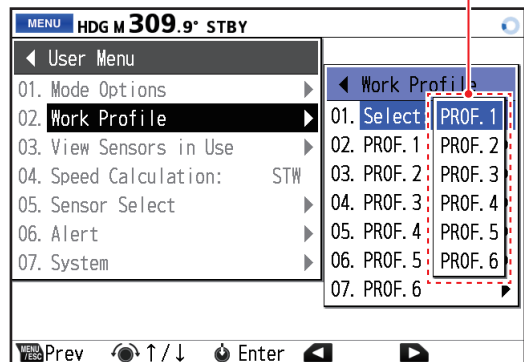 MENU HDG M 309.9° STBY
◀ User Menu
01. Mode Options ▶
02. Work Profile ▶
03. View Sensors in Use ▶
04. Speed Calculation: STW
05. Sensor Select ▶
06. Alert ▶
07. System ▶
◀ Work Profile
01. Select: PROF. 1
02. PROF. 1 PROF. 2
03. PROF. 2 PROF. 3
04. PROF. 3 PROF. 4
05. PROF. 4 PROF. 5
06. PROF. 5 PROF. 6
07. PROF. 6 ▶
MENU/ESC Prev ↑/↓ Enter ◀ ▶